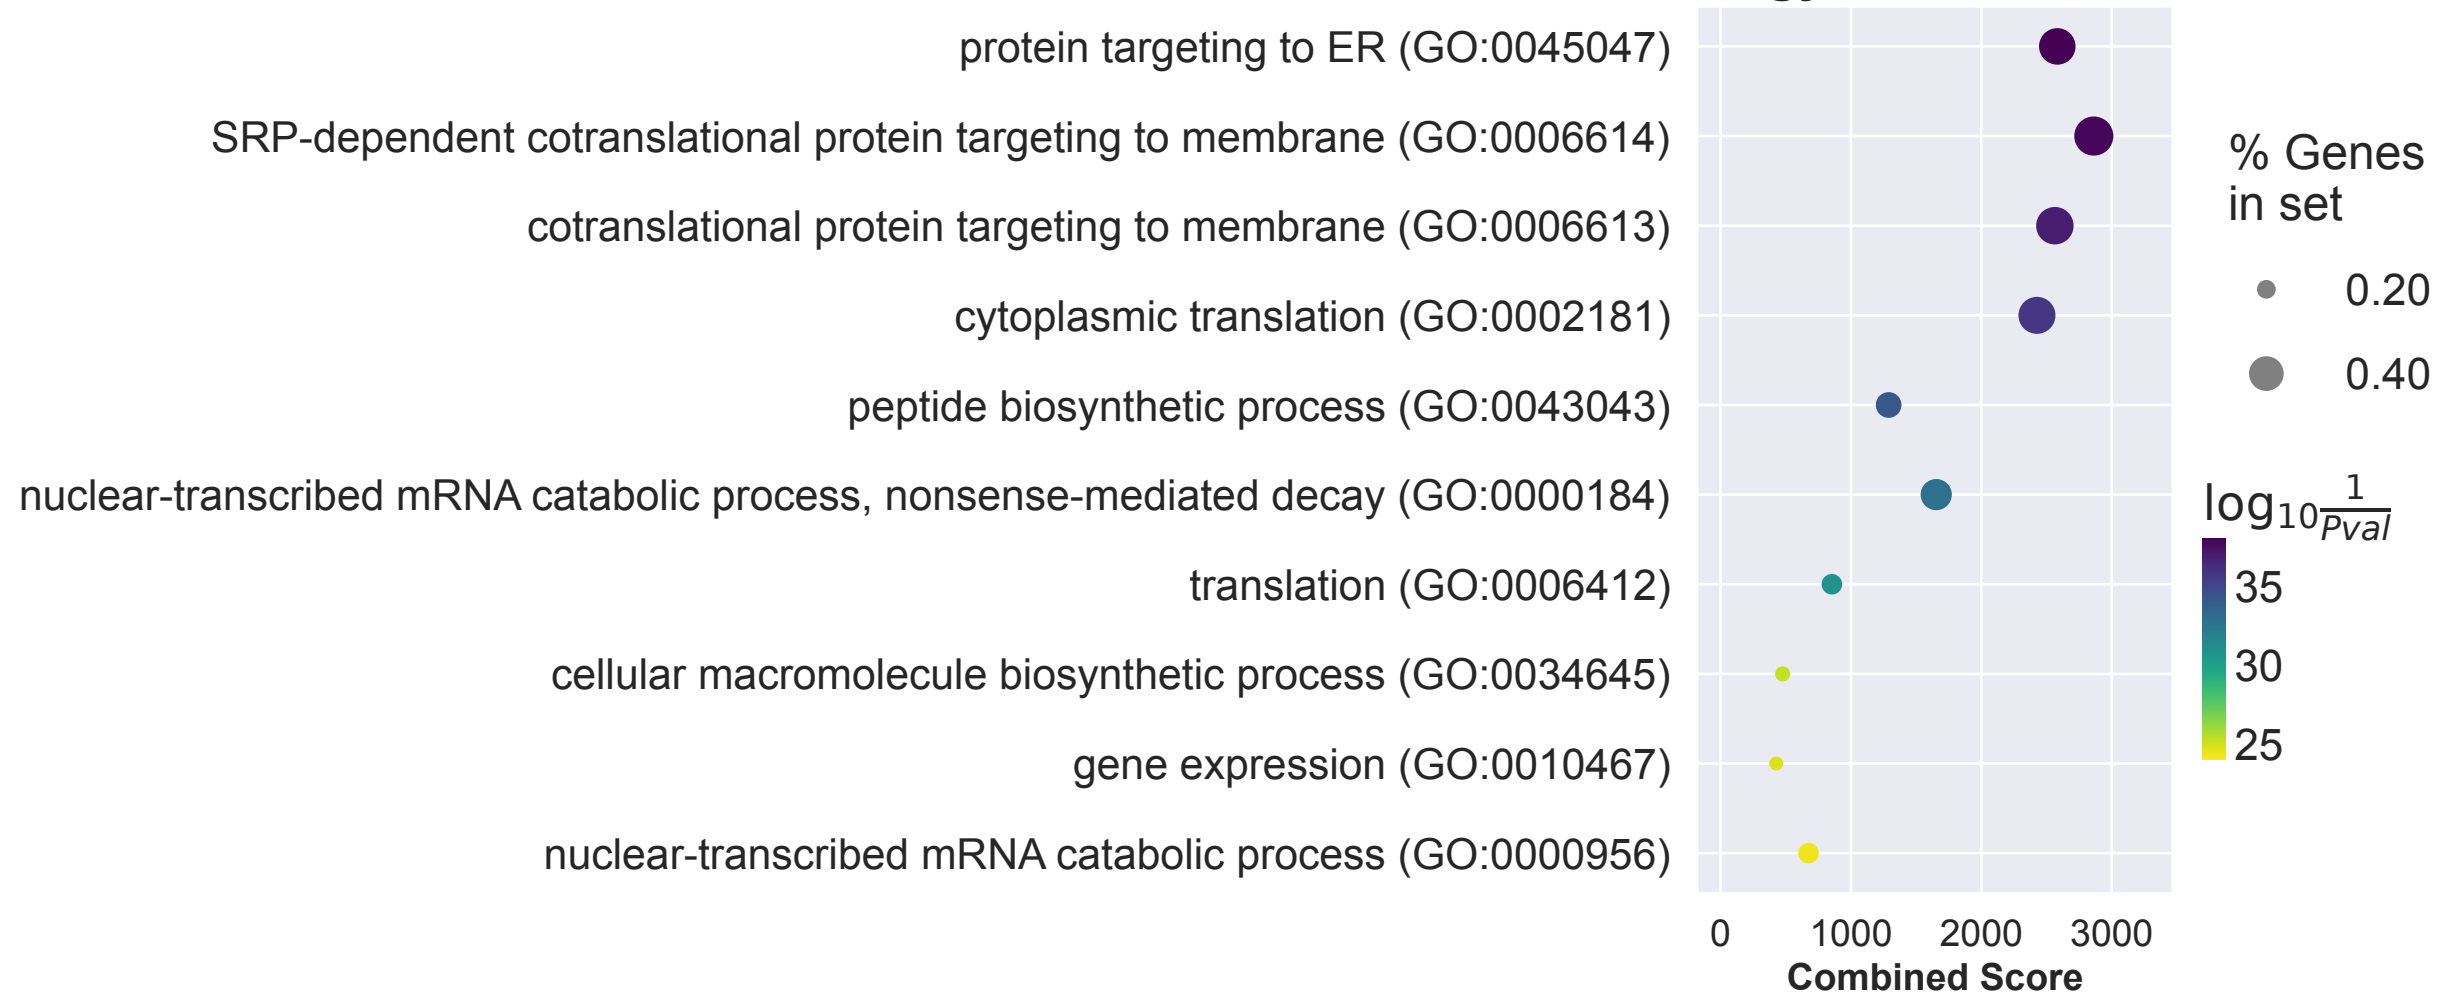 protein targeting to ER (GO:0045047)
SRP-dependent cotranslational protein targeting to membrane (GO:0006614)
cotranslational protein targeting to membrane (GO:0006613)
cytoplasmic translation (GO:0002181)
peptide biosynthetic process (GO:0043043)
nuclear-transcribed mRNA catabolic process, nonsense-mediated decay (GO:0000184)
translation (GO:0006412)
cellular macromolecule biosynthetic process (GO:0034645)
gene expression (GO:0010467)
nuclear-transcribed mRNA catabolic process (GO:0000956)
0 1000 2000 3000
Combined Score
% Genes
in set
0.20
0.40
log₁₀ 1/Pval
35
30
25